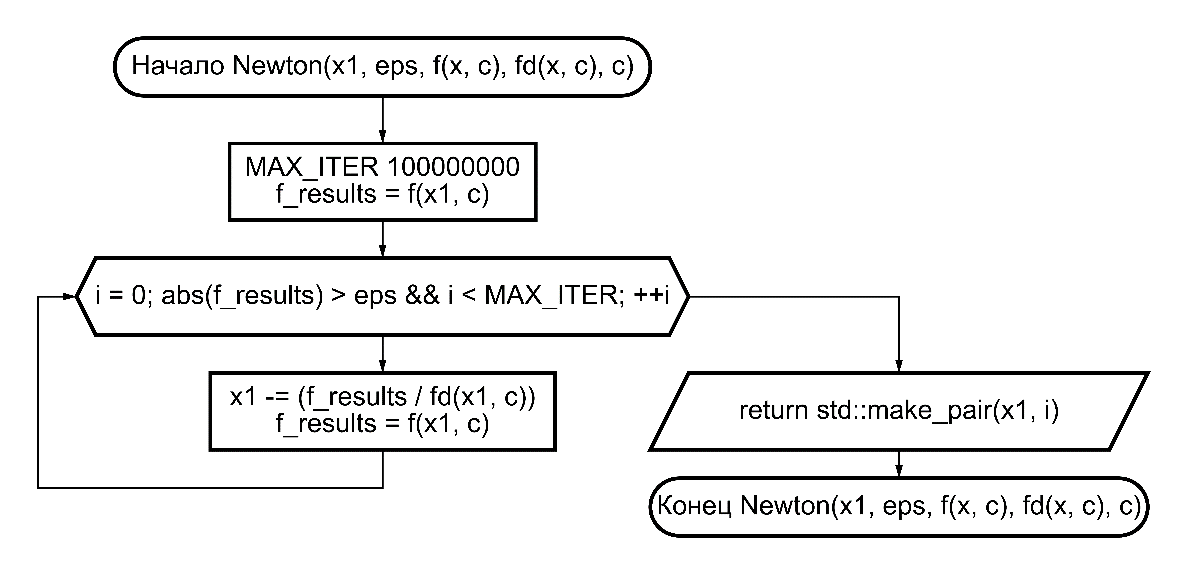 Начало Newton(x1, eps, f(x, c), fd(x, c), c)
MAX_ITER 100000000
f_results = f(x1, c)
i = 0; abs(f_results) > eps && i < MAX_ITER; ++i
x1 -= (f_results / fd(x1, c))
f_results = f(x1, c)
return std::make_pair(x1, i)
Конец Newton(x1, eps, f(x, c), fd(x, c), c)